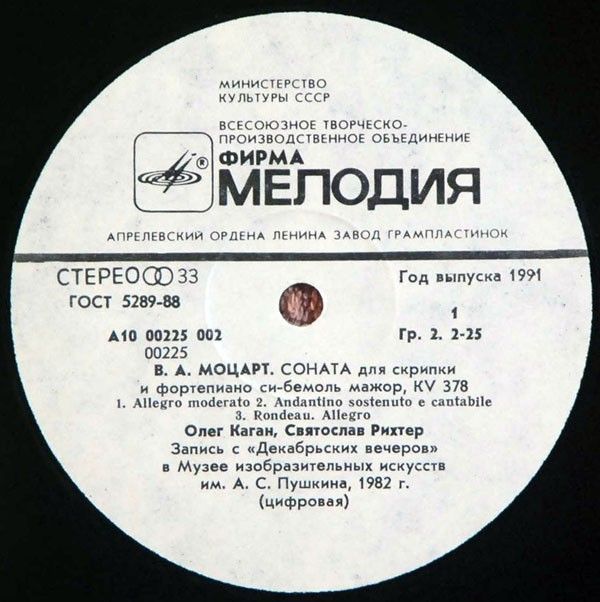 МИНИСТЕРСТВО
КУЛЬТУРЫ СССР
ВСЕСОЮЗНОЕ ТВОРЧЕСКО-
ПРОИЗВОДСТВЕННОЕ ОБЪЕДИНЕНИЕ
ФИРМА
® МЕЛОДИЯ
АПРЕЛЕВСКИЙ ОРДЕНА ЛЕНИНА ЗАВОД ГРАМПЛАСТИНОК
СТЕРЕО 33
Год выпуска 1991
ГОСТ 5289-88
1
А10 00225 002
Гр. 2. 2-25
00225
В. А. МОЦАРТ. СОНАТА для скрипки
и фортепиано си-бемоль мажор, KV 378
1. Allegro moderato 2. Andantino sostenuto e cantabile
3. Rondeau. Allegro
Олег Каган, Святослав Рихтер
Запись с «Декабрьских вечеров»
в Музее изобразительных искусств
им. А. С. Пушкина, 1982 г.
(цифровая)